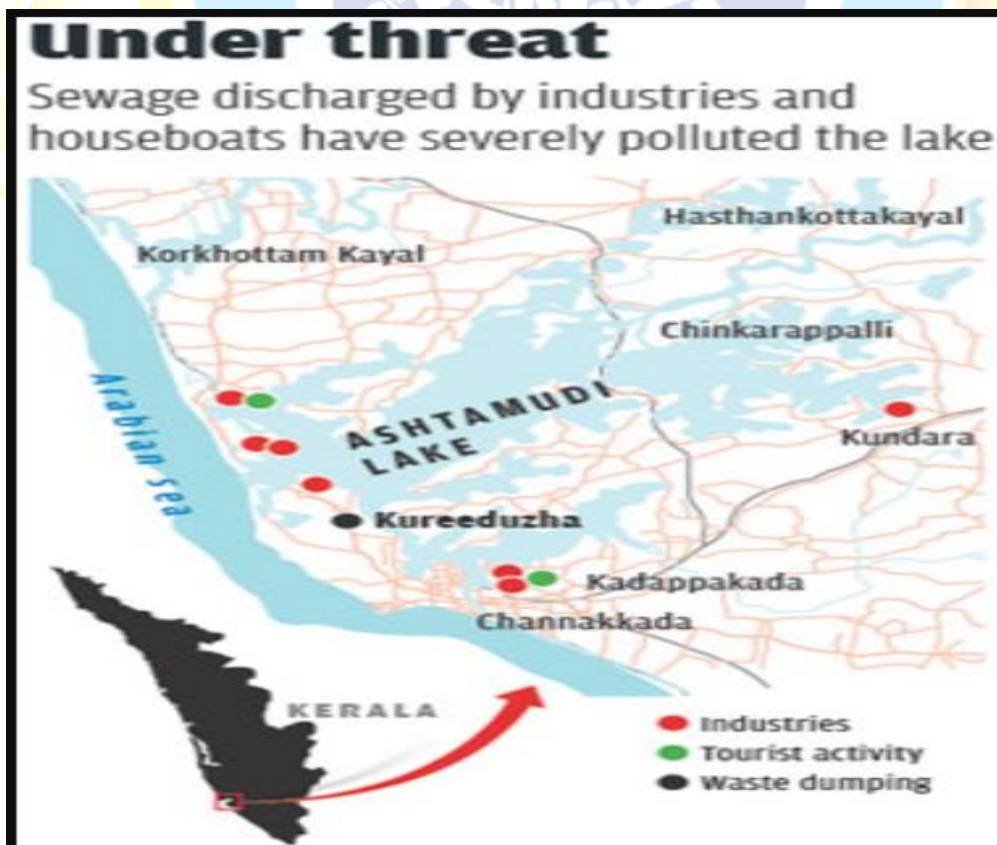 Under threat
Sewage discharged by industries and
houseboats have severely polluted the lake
Hasthankottakayal
Korkhottam Kayal
Chinkarappalli
Arabian sea
ASHTAMUDI
LAKE
Kundara
Kureeduzha
Kadappakada
Channakkada
KERALA
Industries
Tourist activity
Waste dumping